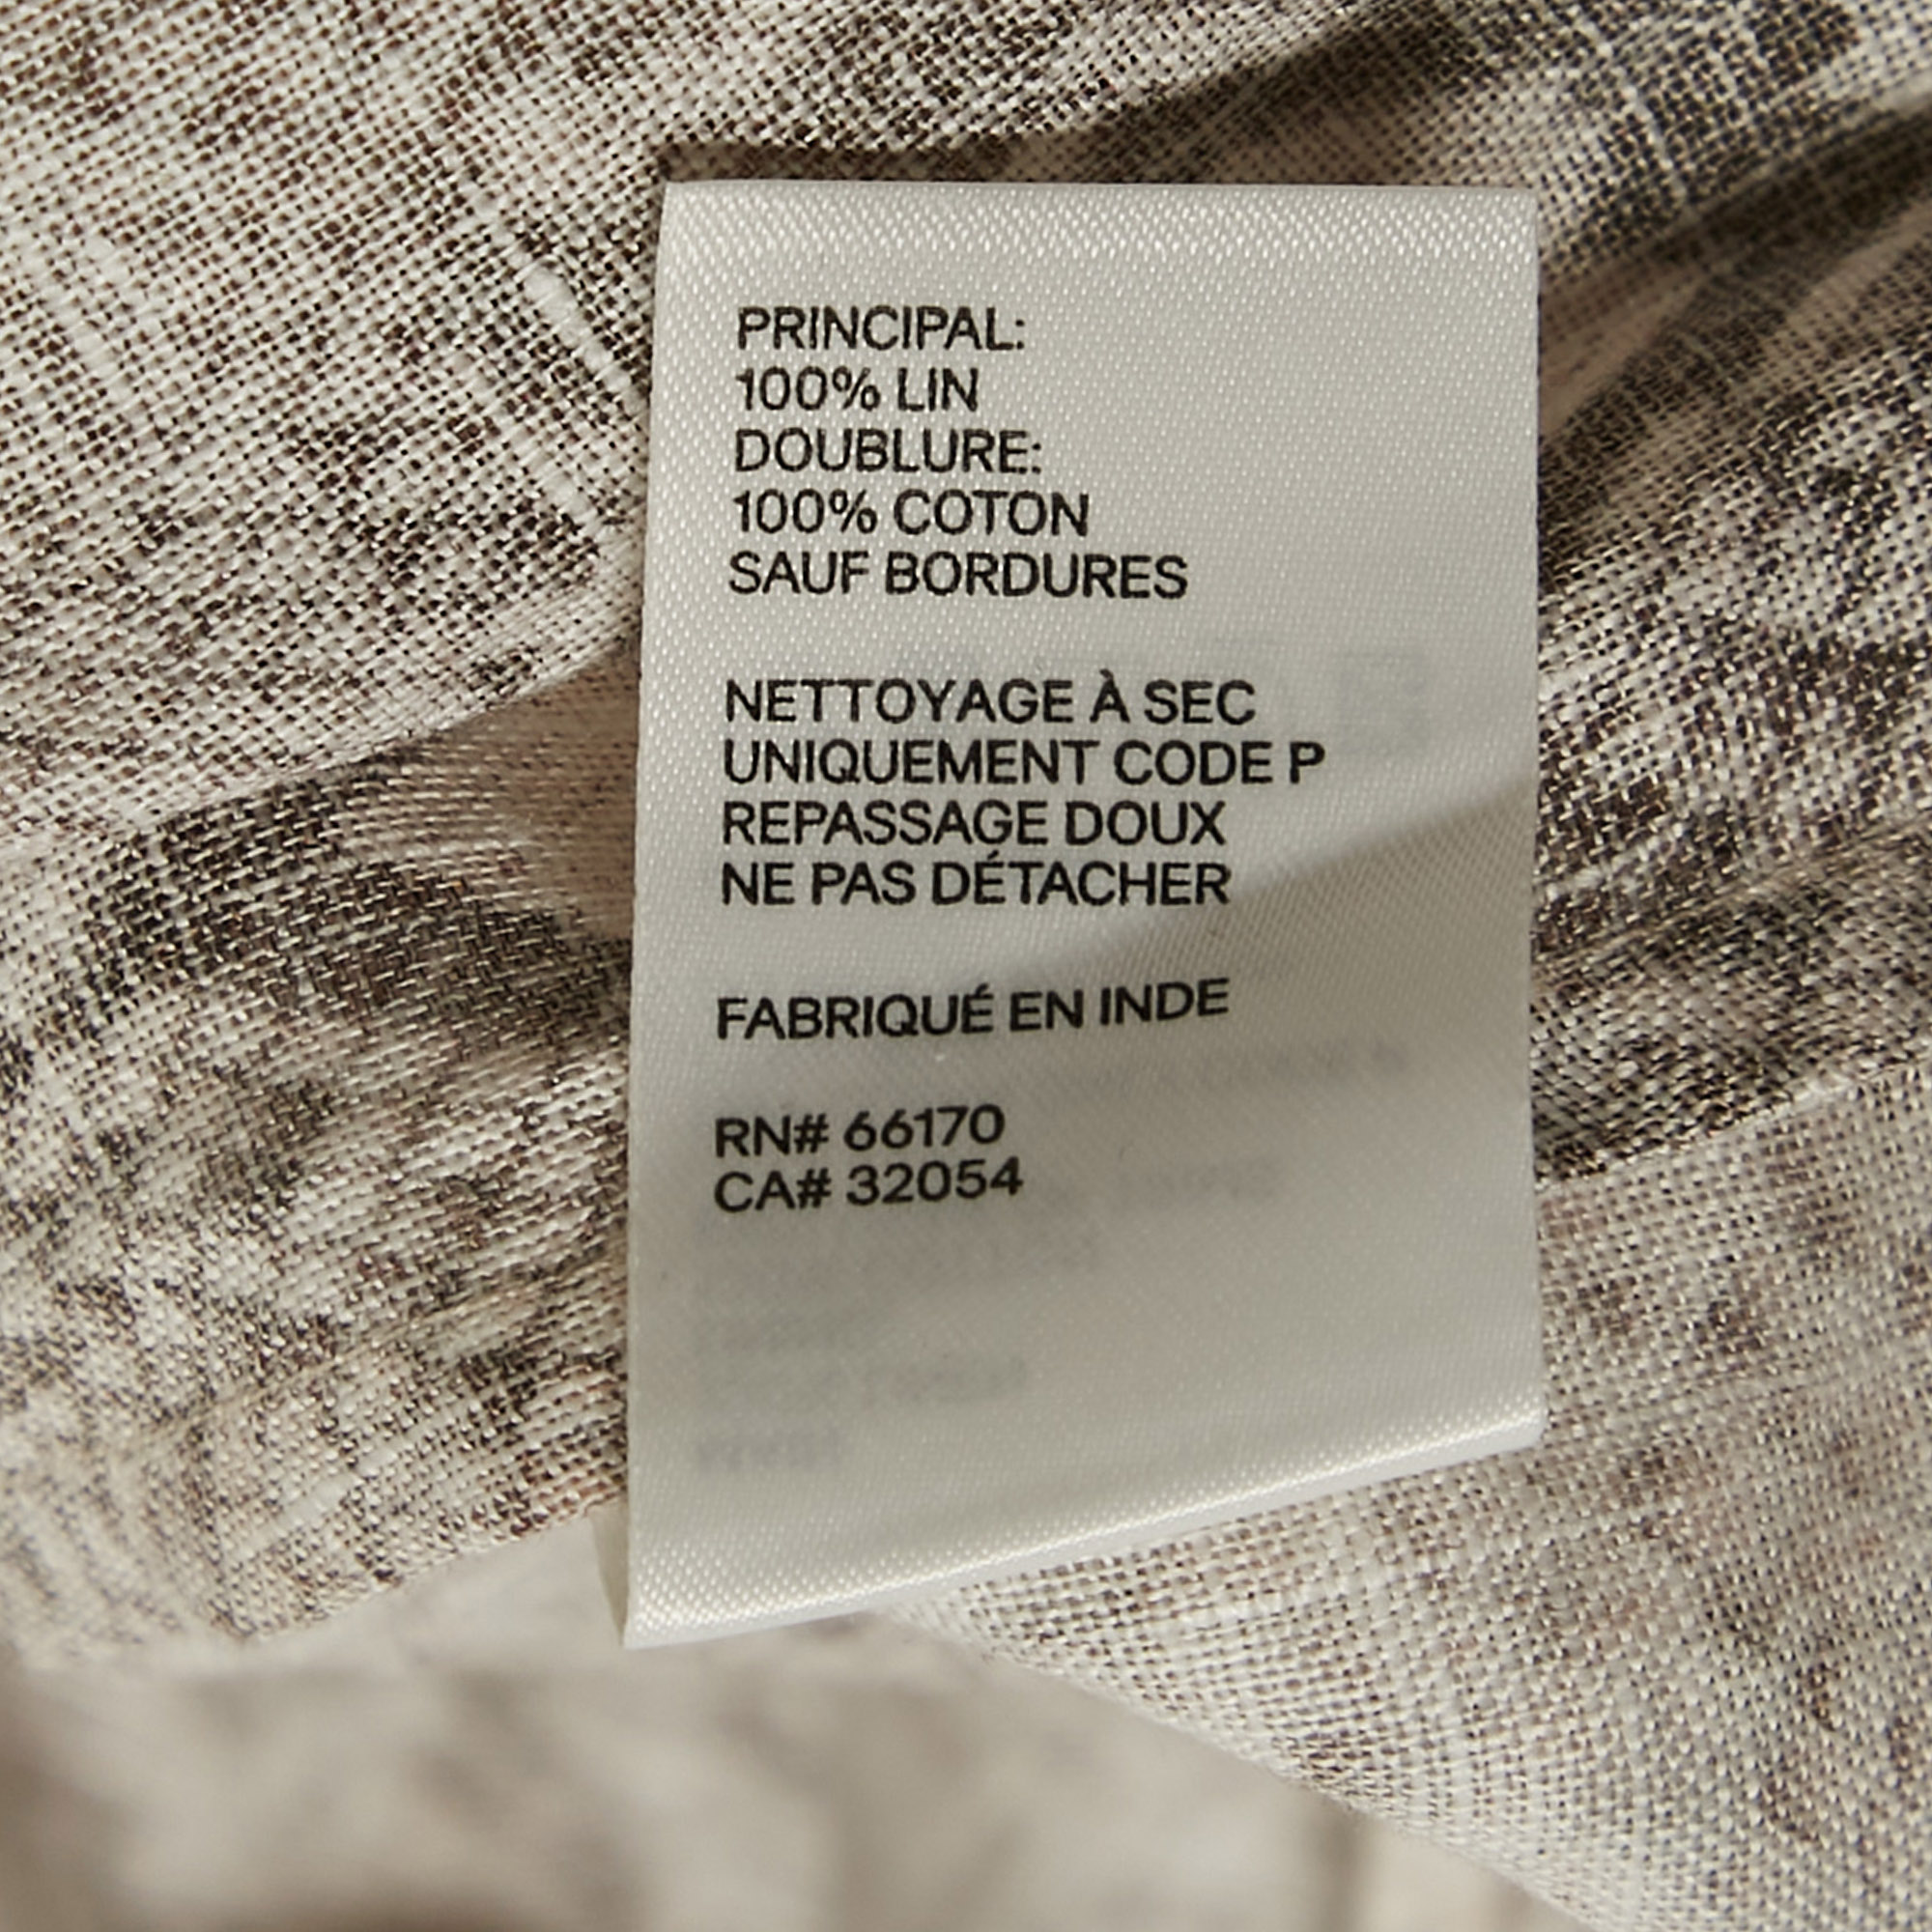 PRINCIPAL:
100% LIN
DOUBLURE:
100% COTON
SAUF BORDURES
NETTOYAGE À SEC
UNIQUEMENT CODE P
REPASSAGE DOUX
NE PAS DÉTACHER
FABRIQUÉ EN INDE
RN# 66170
CA# 32054